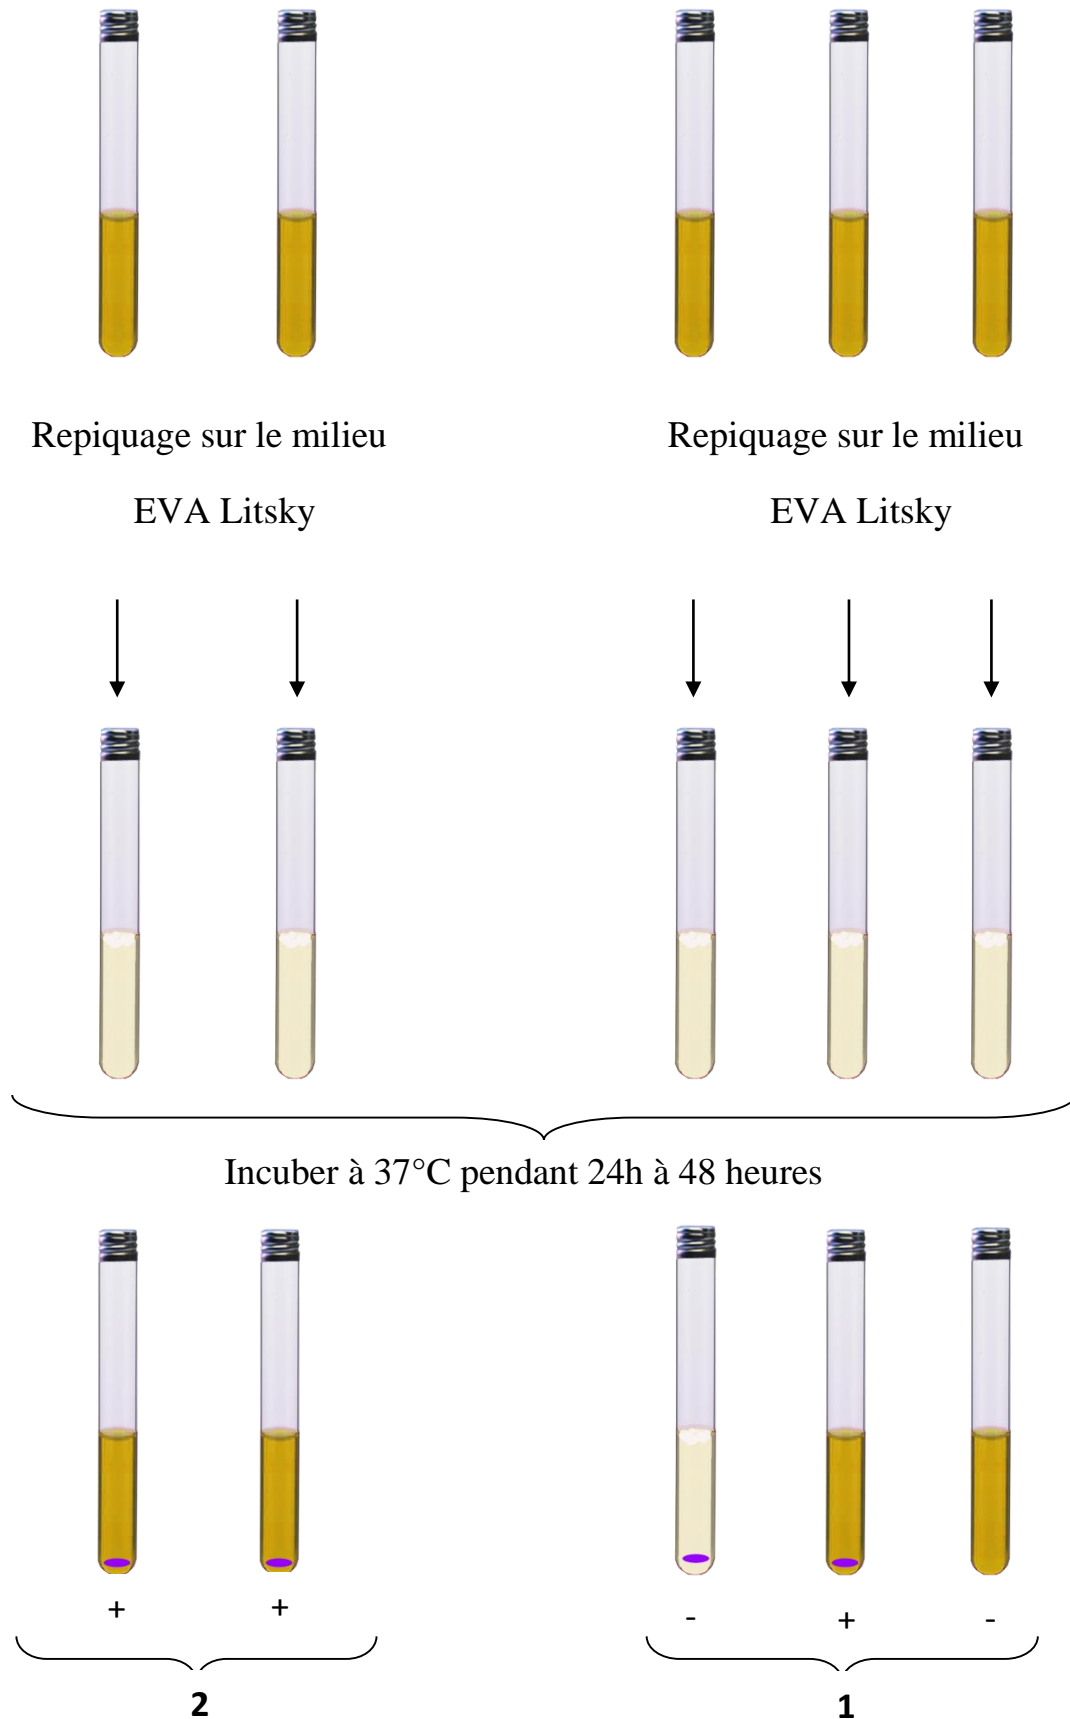 Repiquage sur le milieu
EVA Litsky
Repiquage sur le milieu
EVA Litsky
Incuber à 37°C pendant 24h à 48 heures
+ +
- + -
2
1